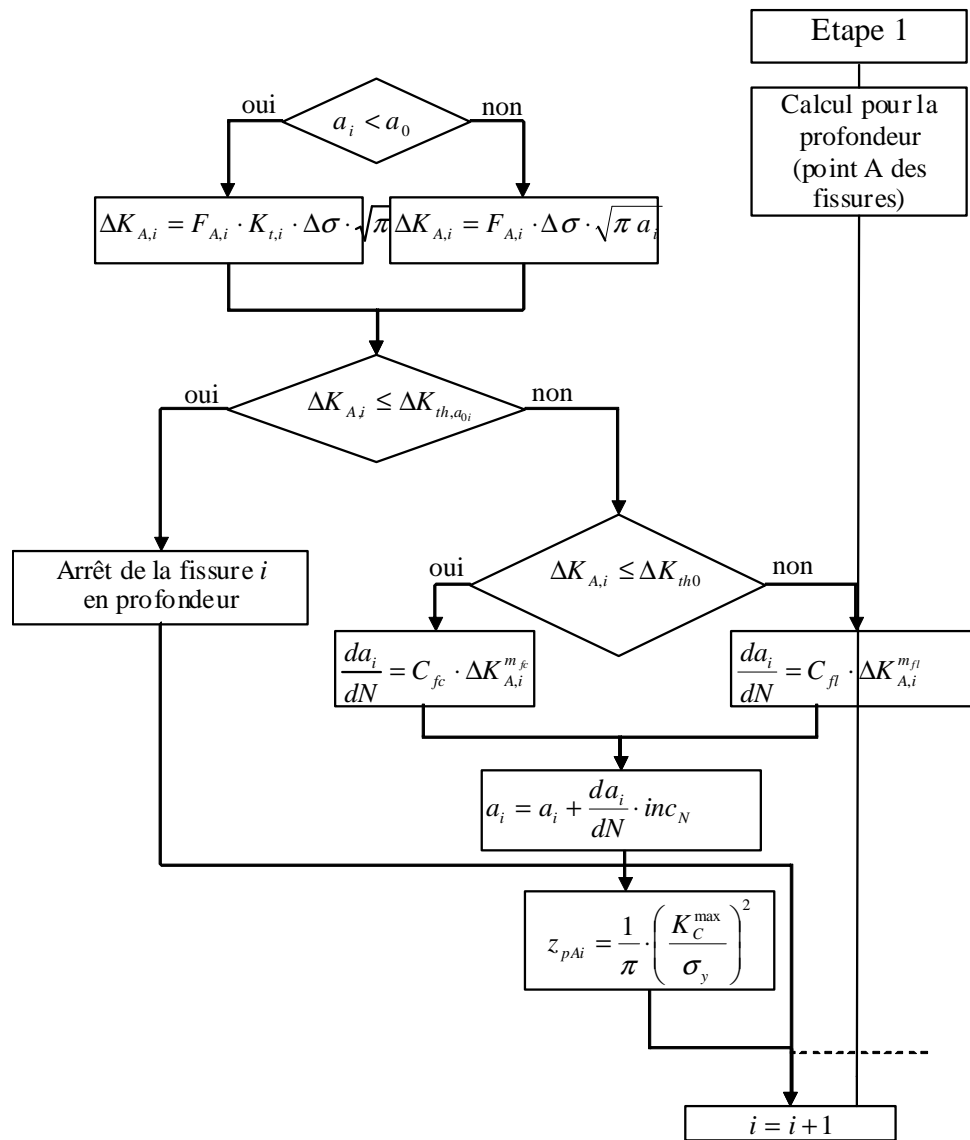 Etape 1
Calcul pour la
profondeur
(point A des
fissures)
oui
a_i < a_0
non
ΔK_{A,i} = F_{A,i} · K_{t,i} · Δσ · √π
ΔK_{A,i} = F_{A,i} · Δσ · √(π a_i)
oui
ΔK_{A,i} ≤ ΔK_{th,a_{0i}}
non
Arrêt de la fissure i
en profondeur
oui
ΔK_{A,i} ≤ ΔK_{th0}
non
da_i/dN = C_{fc} · ΔK_{A,i}^{m_{fc}}
da_i/dN = C_{fl} · ΔK_{A,i}^{m_{fl}}
a_i = a_i + da_i/dN · inc_N
z_{pAi} = 1/π · (K_C^{max}/σ_y)^2
i = i + 1